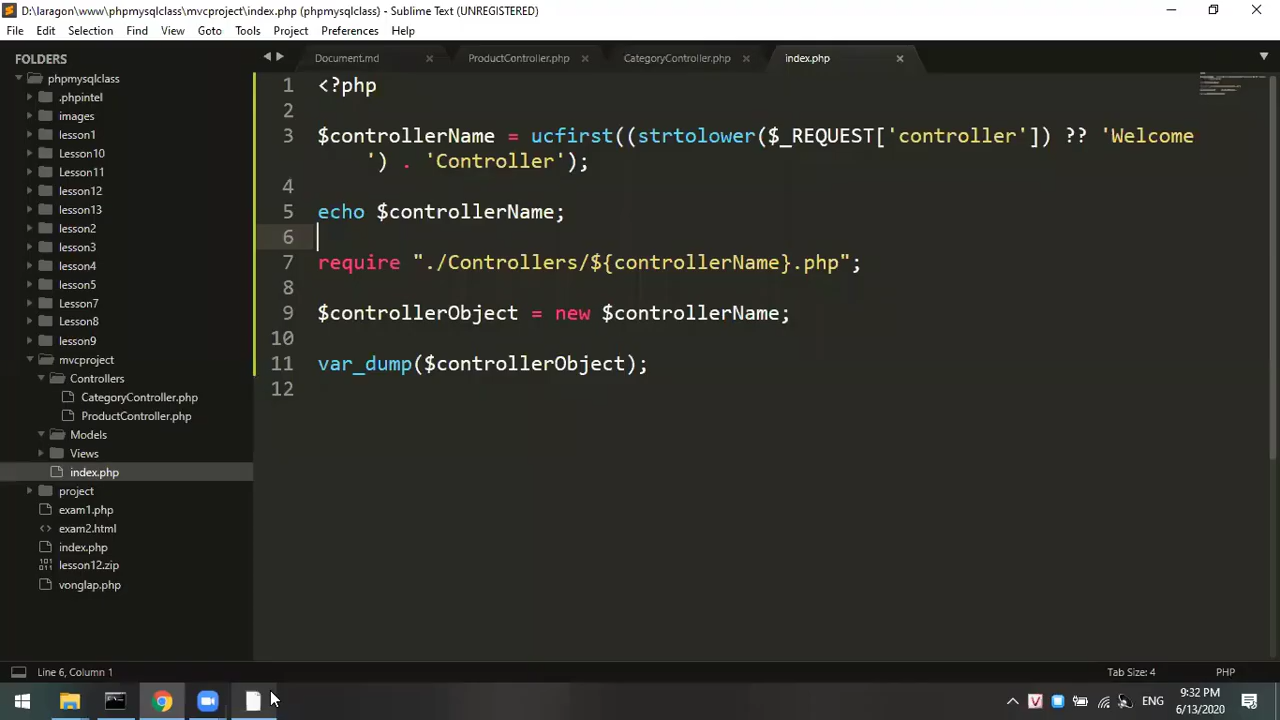 D:\laragon\www\phpmysqlclass\mvcproject\index.php (phpmysqlclass) - Sublime Text (UNREGISTERED)
File Edit Selection Find View Goto Tools Project Preferences Help
FOLDERS
phpmysqlclass
.phpintel
images
lesson1
Lesson10
Lesson11
lesson12
lesson13
lesson2
lesson3
lesson4
lesson5
Lesson7
Lesson8
lesson9
mvcproject
Controllers
CategoryController.php
ProductController.php
Models
Views
index.php
project
exam1.php
exam2.html
index.php
lesson12.zip
vonglap.php
Document.md ProductController.php CategoryController.php index.php
1 <?php
2
3 $controllerName = ucfirst((strtolower($_REQUEST['controller']) ?? 'Welcome
') . 'Controller');
4
5 echo $controllerName;
6
7 require "./Controllers/${controllerName}.php";
8
9 $controllerObject = new $controllerName;
10
11 var_dump($controllerObject);
12
Line 6, Column 1 Tab Size: 4 PHP
ENG 9:32 PM
6/13/2020